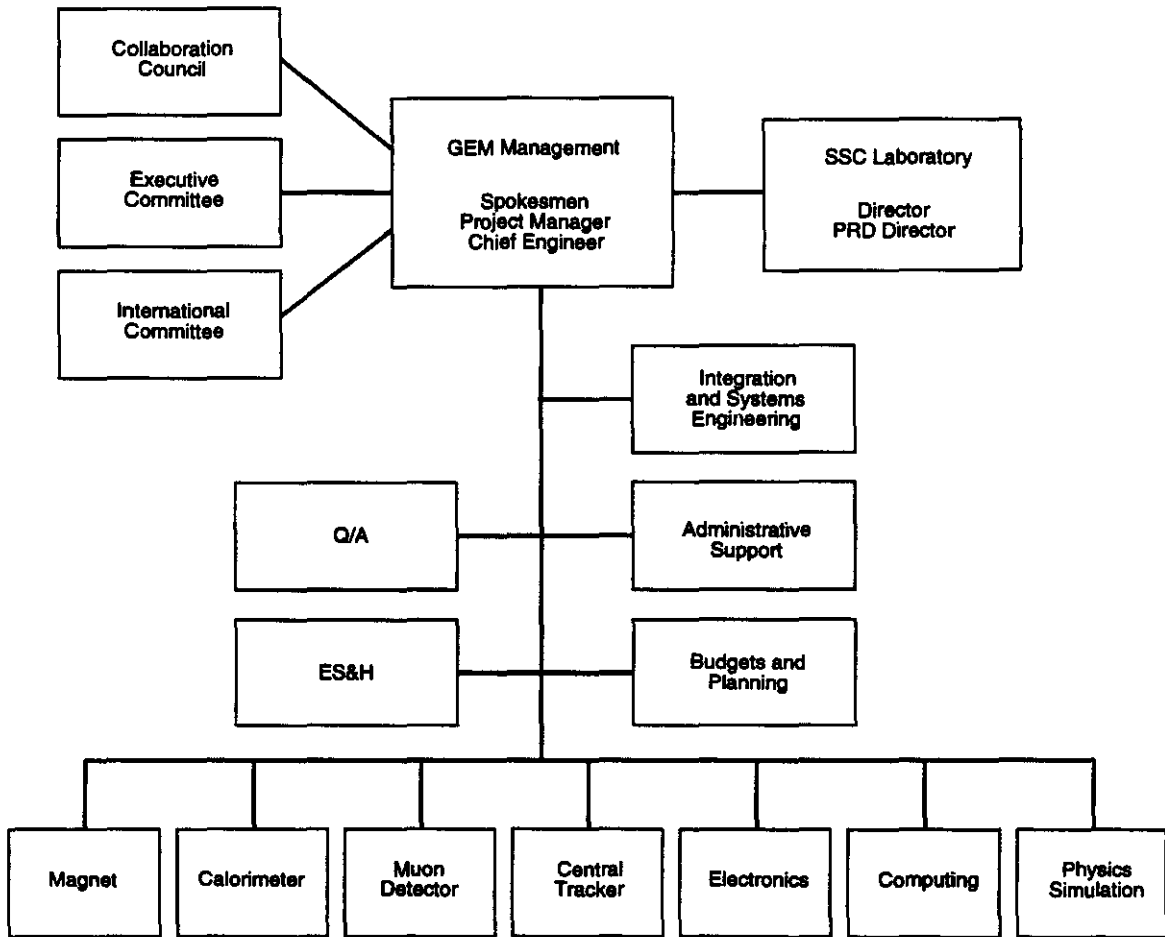 Collaboration
Council
Executive
Committee
International
Committee
GEM Management
Spokesmen
Project Manager
Chief Engineer
SSC Laboratory
Director
PRD Director
Integration
and Systems
Engineering
Q/A
Administrative
Support
ES&H
Budgets and
Planning
Magnet
Calorimeter
Muon
Detector
Central
Tracker
Electronics
Computing
Physics
Simulation